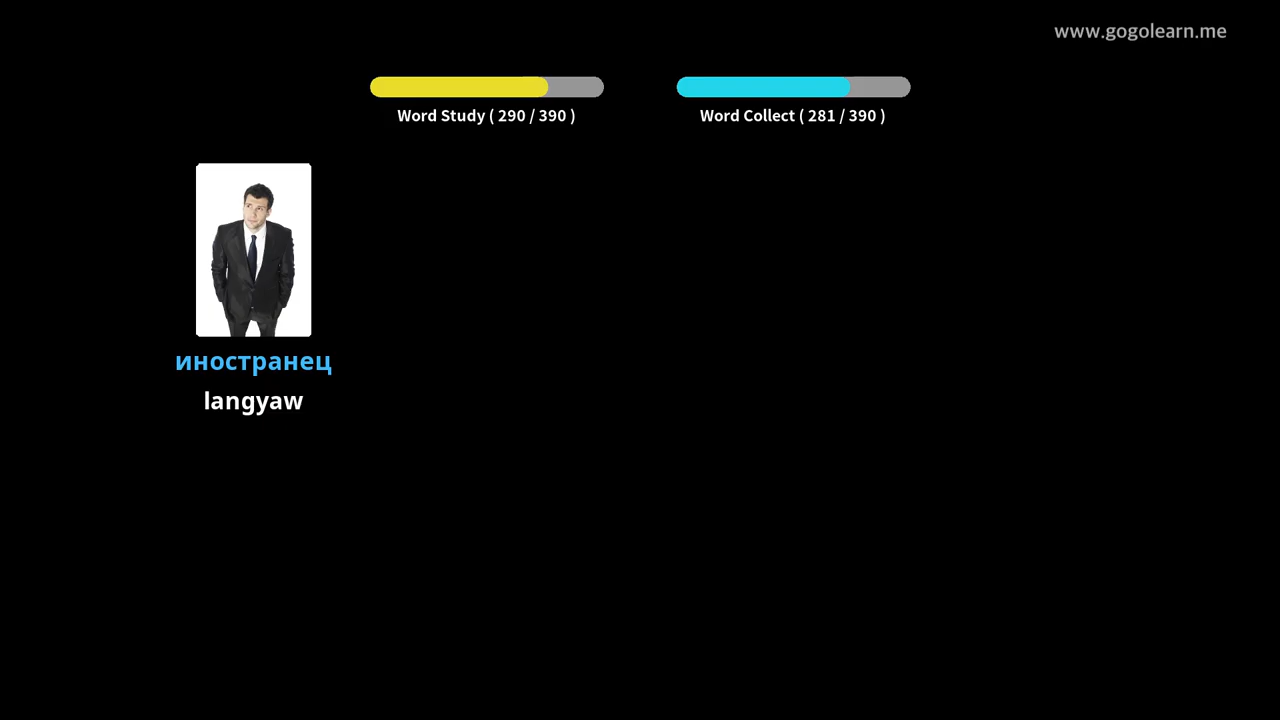 www.gogolearn.me
Word Study ( 290 / 390 )
Word Collect ( 281 / 390 )
иностранец
langyaw